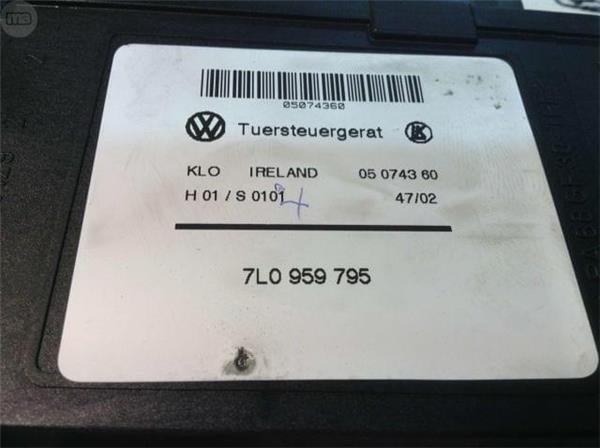 05074360
Tuersteuergerat
KLO IRELAND 05 0743 60
H 01 / S 0101 47/02
7L0 959 795